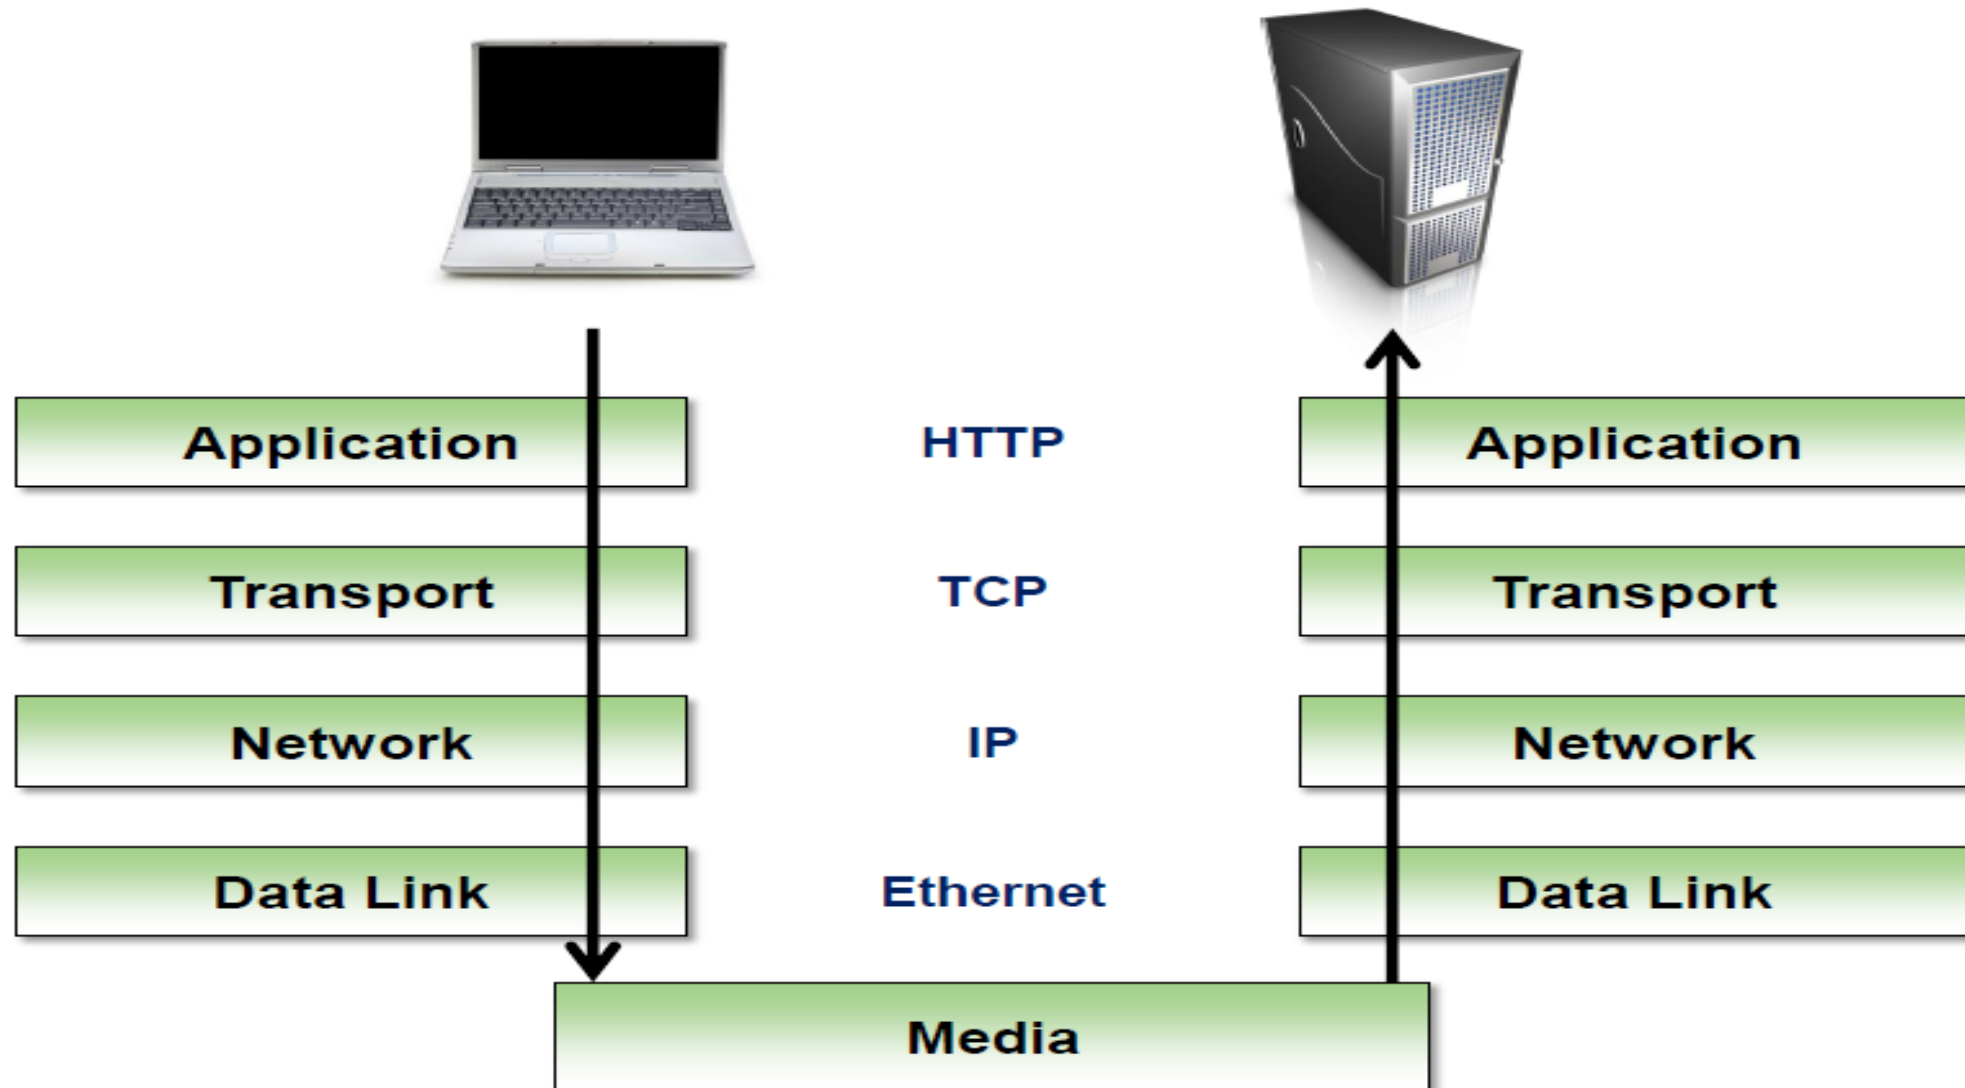 Application HTTP Application
Transport TCP Transport
Network IP Network
Data Link Ethernet Data Link
Media